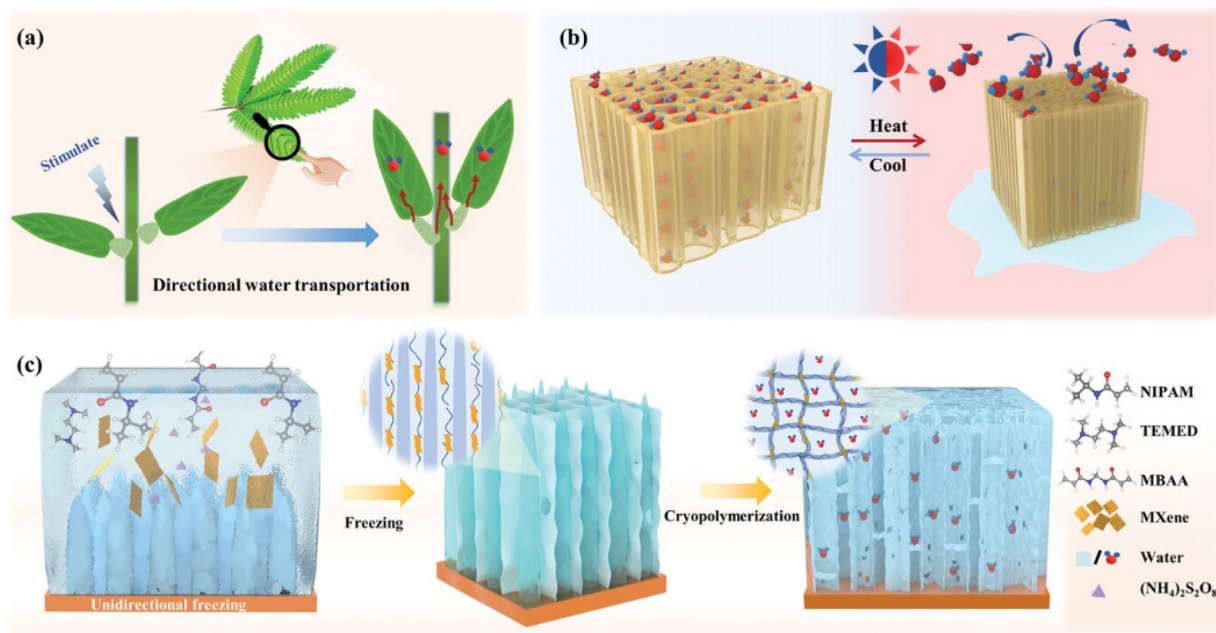 (a)
Stimulate
Directional water transportation
(b)
Heat
Cool
(c)
Unidirectional freezing
Freezing
Cryopolymerization
NIPAM
TEMED
MBAA
MXene
Water
(NH₄)₂S₂O₈